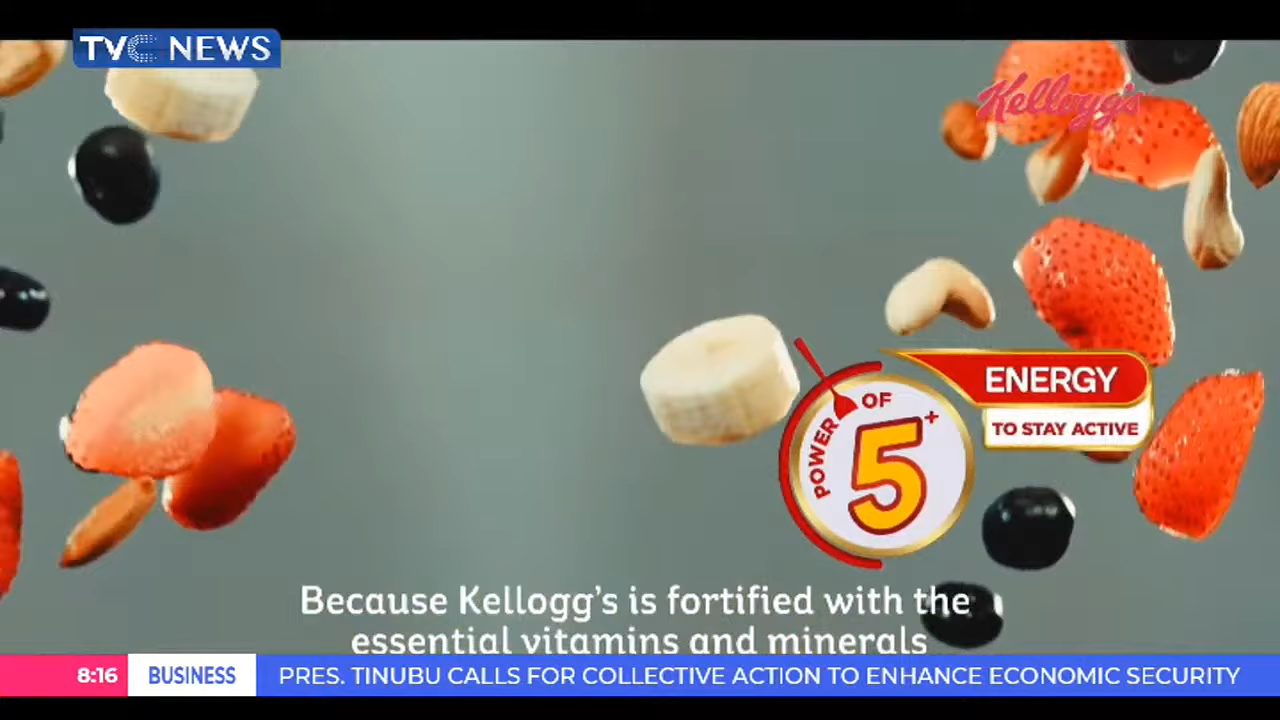 TVC NEWS
Kellogg's
POWER OF
5+
ENERGY
TO STAY ACTIVE
Because Kellogg's is fortified with the
essential vitamins and minerals
8:16 BUSINESS PRES. TINUBU CALLS FOR COLLECTIVE ACTION TO ENHANCE ECONOMIC SECURITY